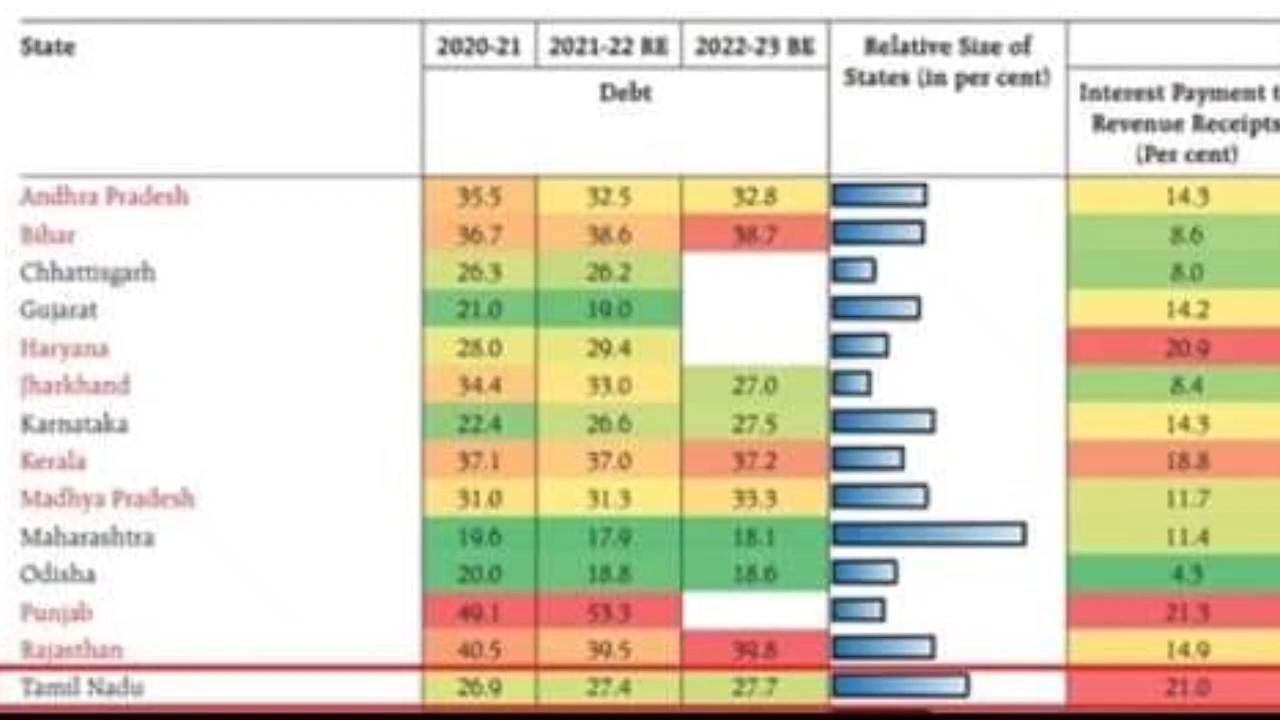 State 2020-21 2021-22 BE 2022-23 BE Relative Size of States (in per cent)
Debt Interest Payment t
Revenue Receipts
(Per cent)
Andhra Pradesh 35.5 32.5 32.8 14.3
Bihar 36.7 38.6 38.7 8.6
Chhattisgarh 26.3 26.2 8.0
Gujarat 21.0 19.0 14.2
Haryana 28.0 29.4 20.9
Jharkhand 34.4 33.0 27.0 8.4
Karnataka 22.4 26.6 27.5 14.3
Kerala 37.1 37.0 37.2 18.8
Madhya Pradesh 31.0 31.3 33.3 11.7
Maharashtra 19.6 17.9 18.1 11.4
Odisha 20.0 18.8 18.6 4.3
Punjab 49.1 53.3 21.3
Rajasthan 40.5 39.5 39.8 14.9
Tamil Nadu 26.9 27.4 27.7 21.0